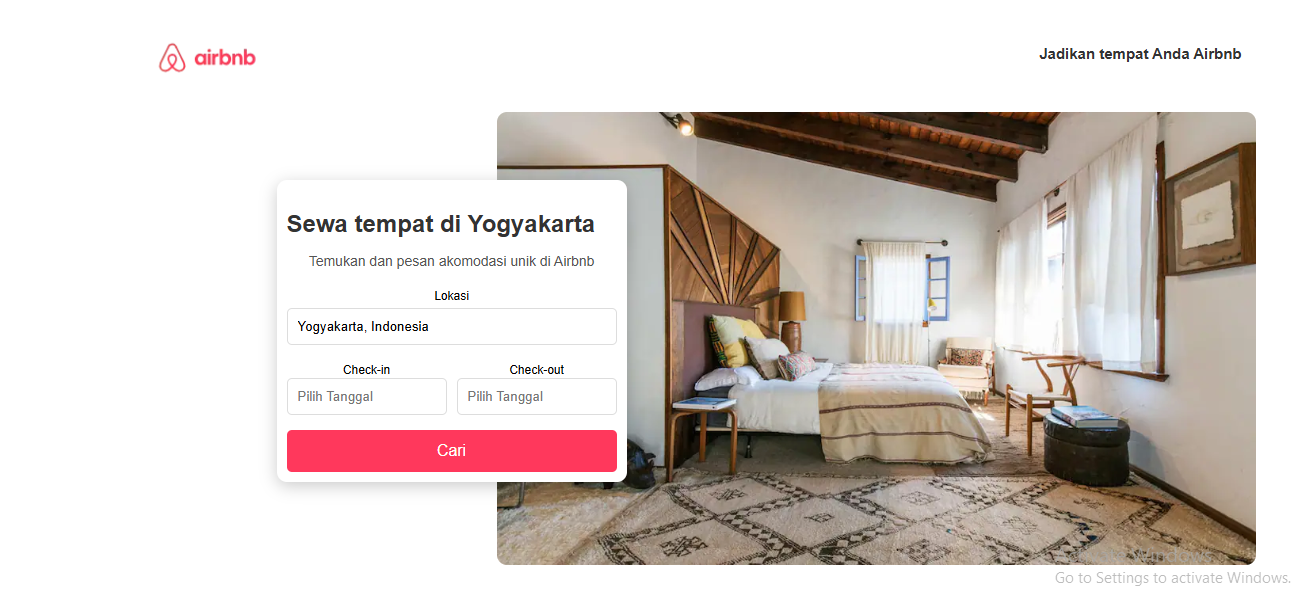 airbnb
Jadikan tempat Anda Airbnb
Sewa tempat di Yogyakarta
Temukan dan pesan akomodasi unik di Airbnb
Lokasi
Yogyakarta, Indonesia
Check-in Check-out
Pilih Tanggal Pilih Tanggal
Cari
Windows
Go to Settings to activate Windows.